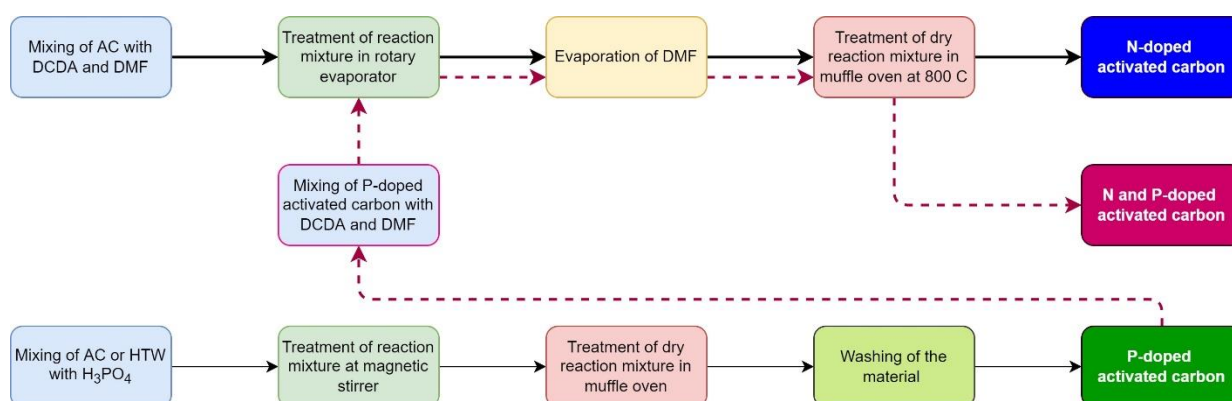 Mixing of AC with
DCDA and DMF
Treatment of reaction
mixture in rotary
evaporator
Evaporation of DMF
Treatment of dry
reaction mixture in
muffle oven at 800 C
N-doped
activated carbon
Mixing of P-doped
activated carbon with
DCDA and DMF
N and P-doped
activated carbon
Mixing of AC or HTW
with H₃PO₄
Treatment of reaction
mixture at magnetic
stirrer
Treatment of dry
reaction mixture in
muffle oven
Washing of the
material
P-doped
activated carbon